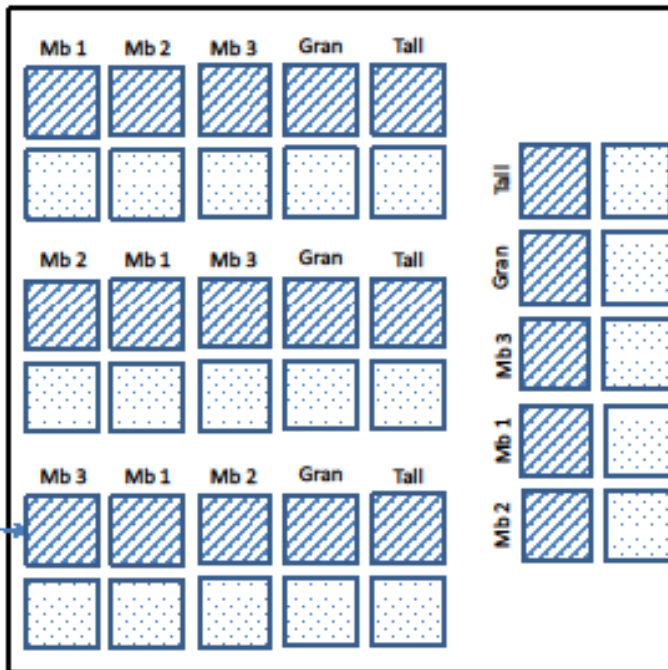 Mb 1 Mb 2 Mb 3 Gran Tall
Mb 2 Mb 1 Mb 3 Gran Tall
Mb 3 Mb 1 Mb 2 Gran Tall
Tall
Gran
Mb 3
Mb 1
Mb 2